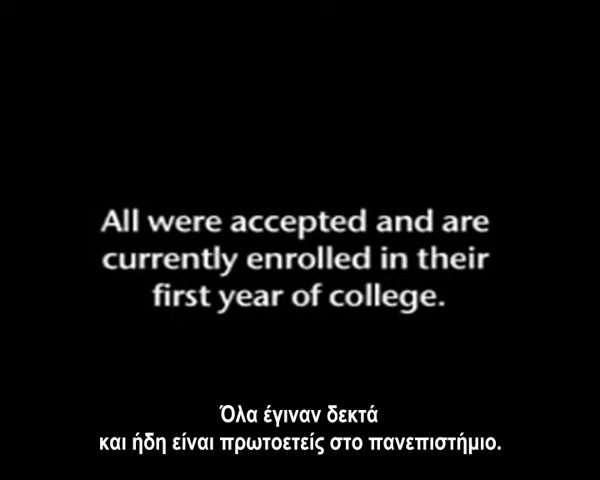 All were accepted and are
currently enrolled in their
first year of college.
Όλα έγιναν δεκτά
και ήδη είναι πρωτοετείς στο πανεπιστήμιο.